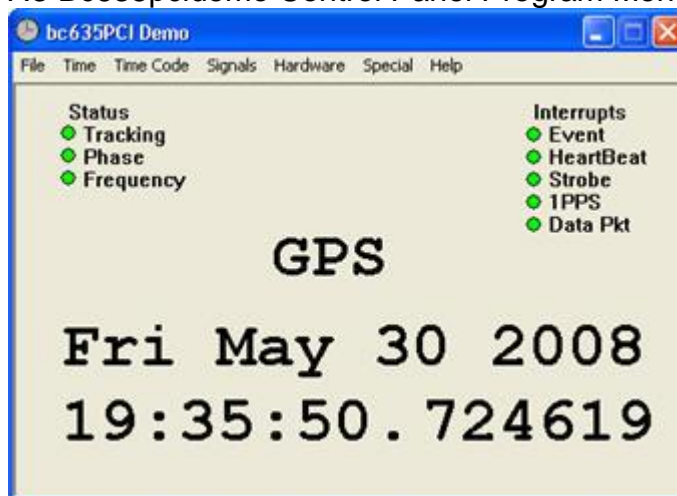 bc635PCI Demo
File Time Time Code Signals Hardware Special Help
Status
Tracking
Phase
Frequency
Interrupts
Event
HeartBeat
Strobe
1PPS
Data Pkt
GPS
Fri May 30 2008
19:35:50.724619